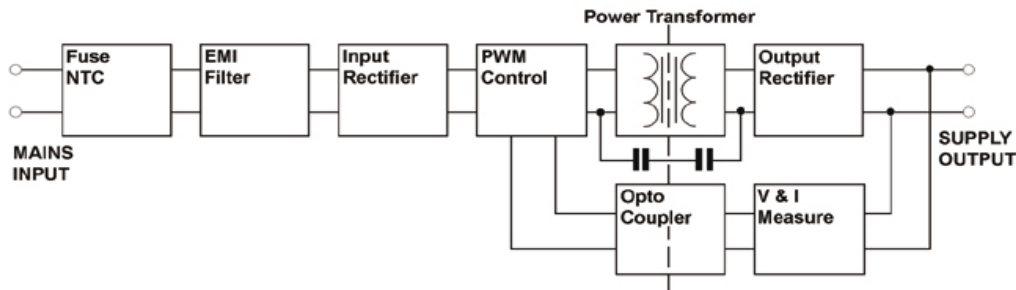 Power Transformer
Fuse
NTC
EMI
Filter
Input
Rectifier
PWM
Control
Output
Rectifier
MAINS
INPUT
SUPPLY
OUTPUT
Opto
Coupler
V & I
Measure